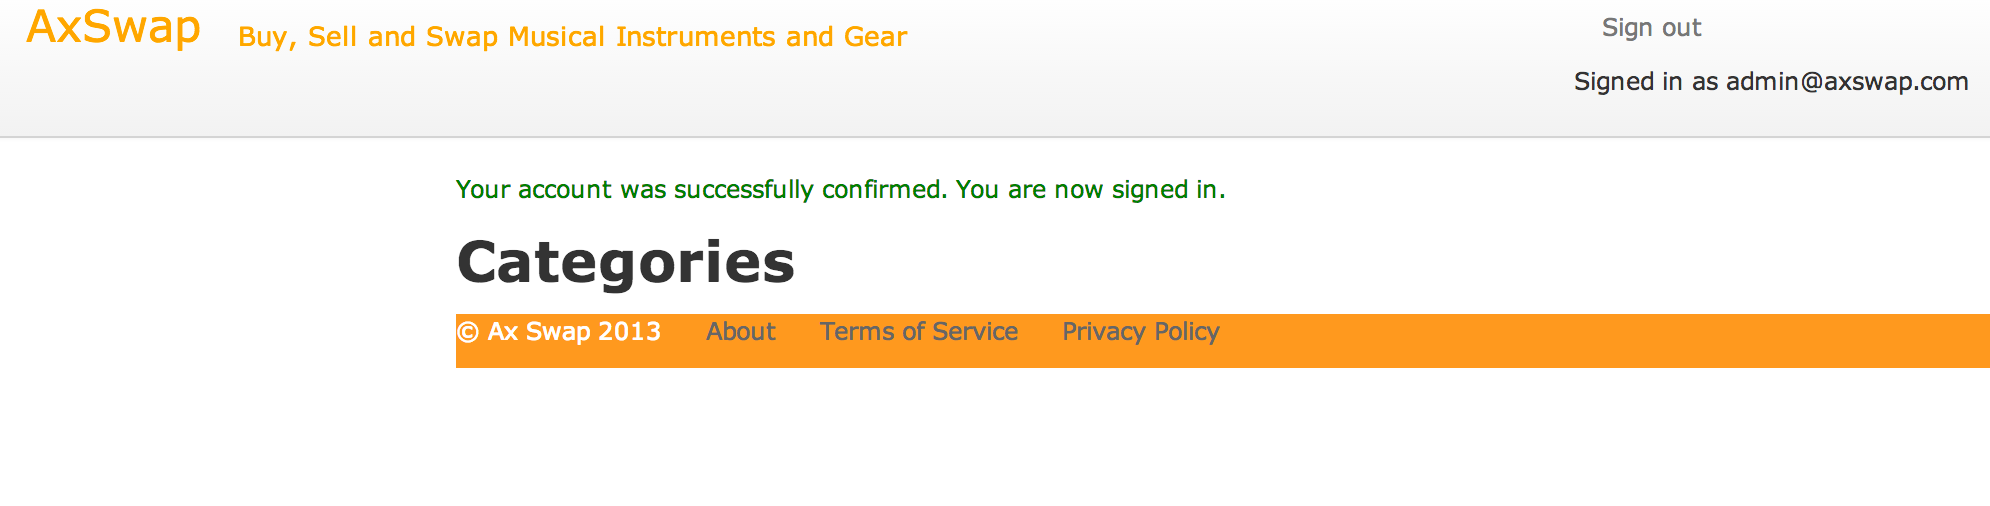 AxSwap Buy, Sell and Swap Musical Instruments and Gear Sign out
Signed in as admin@axswap.com
Your account was successfully confirmed. You are now signed in.
Categories
© Ax Swap 2013 About Terms of Service Privacy Policy